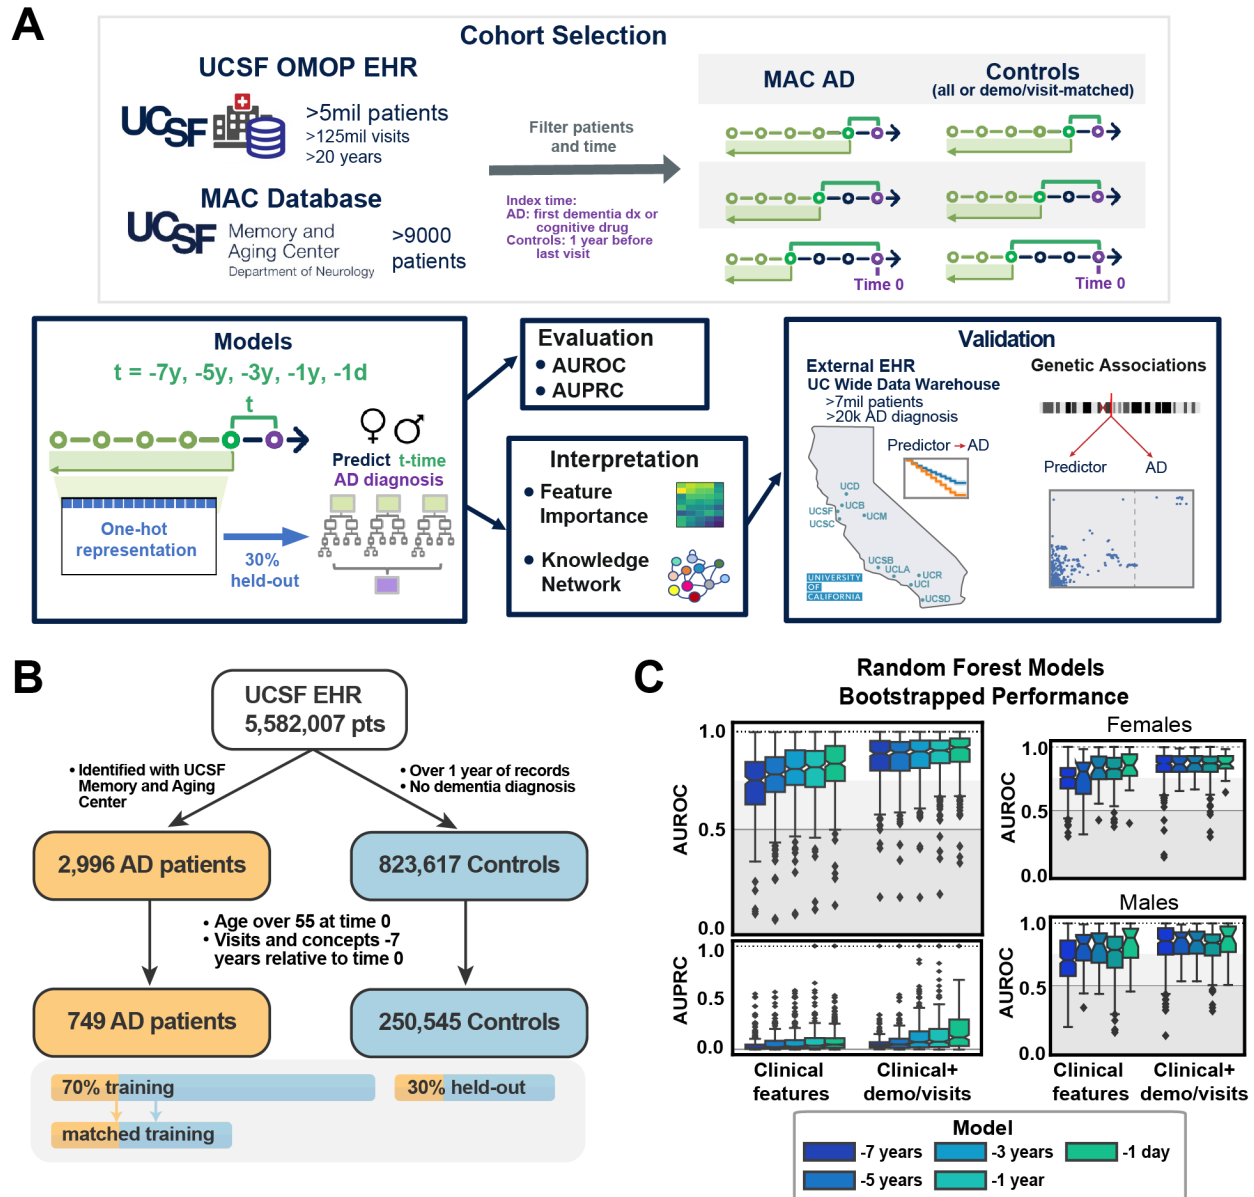 A
Cohort Selection
UCSF OMOP EHR
UCSF
>5mil patients
>125mil visits
>20 years
MAC Database
UCSF
Memory and
Aging Center
Department of Neurology
>9000
patients
Filter patients
and time
Index time:
AD: first dementia dx or
cognitive drug
Controls: 1 year before
last visit
MAC AD
Controls
(all or demo/visit-matched)
Time 0
Time 0
Models
t = -7y, -5y, -3y, -1y, -1d
t
One-hot
representation
30%
held-out
Predict t-time
AD diagnosis
Evaluation
• AUROC
• AUPRC
Interpretation
• Feature
Importance
• Knowledge
Network
Validation
External EHR
UC Wide Data Warehouse
>7mil patients
>20k AD diagnosis
Predictor → AD
UCD
UCB
UCSF
UCSC
UCM
UCSB
UCLA
UCR
UCI
UCSD
UNIVERSITY
OF
CALIFORNIA
Genetic Associations
Predictor
AD
B
UCSF EHR
5,582,007 pts
• Identified with UCSF
Memory and Aging
Center
• Over 1 year of records
• No dementia diagnosis
2,996 AD patients
823,617 Controls
• Age over 55 at time 0
• Visits and concepts -7
years relative to time 0
749 AD patients
250,545 Controls
70% training
30% held-out
matched training
C
Random Forest Models
Bootstrapped Performance
AUROC
1.0
0.5
0.0
AUPRC
1.0
0.5
0.0
Clinical
features
Clinical+
demo/visits
Females
AUROC
1.0
0.5
0.0
Males
AUROC
1.0
0.5
0.0
Clinical
features
Clinical+
demo/visits
Model
-7 years
-3 years
-1 day
-5 years
-1 year